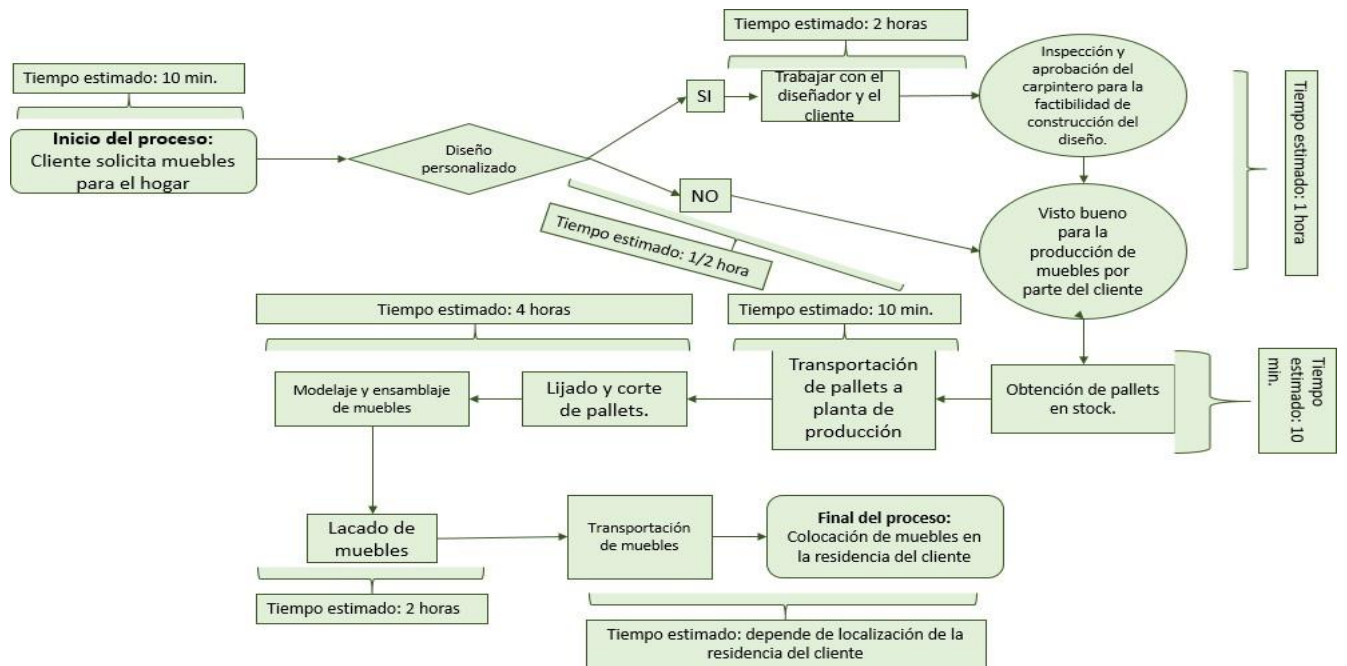 Tiempo estimado: 10 min.
Inicio del proceso:
Cliente solicita muebles
para el hogar
Diseño
personalizado
SI
Tiempo estimado: 2 horas
Trabajar con el
diseñador y el
cliente
Inspección y
aprobación del
carpintero para la
factibilidad de
construcción del
diseño.
NO
Tiempo estimado: 1/2 hora
Visto bueno
para la
producción de
muebles por
parte del cliente
Tiempo estimado: 1 hora
Obtención de pallets
en stock.
Tiempo
estimado: 10
min.
Tiempo estimado: 10 min.
Transportación
de pallets a
planta de
producción
Tiempo estimado: 4 horas
Lijado y corte
de pallets.
Modelaje y ensamblaje
de muebles
Lacado de
muebles
Tiempo estimado: 2 horas
Transportación
de muebles
Final del proceso:
Colocación de muebles en
la residencia del cliente
Tiempo estimado: depende de localización de la
residencia del cliente